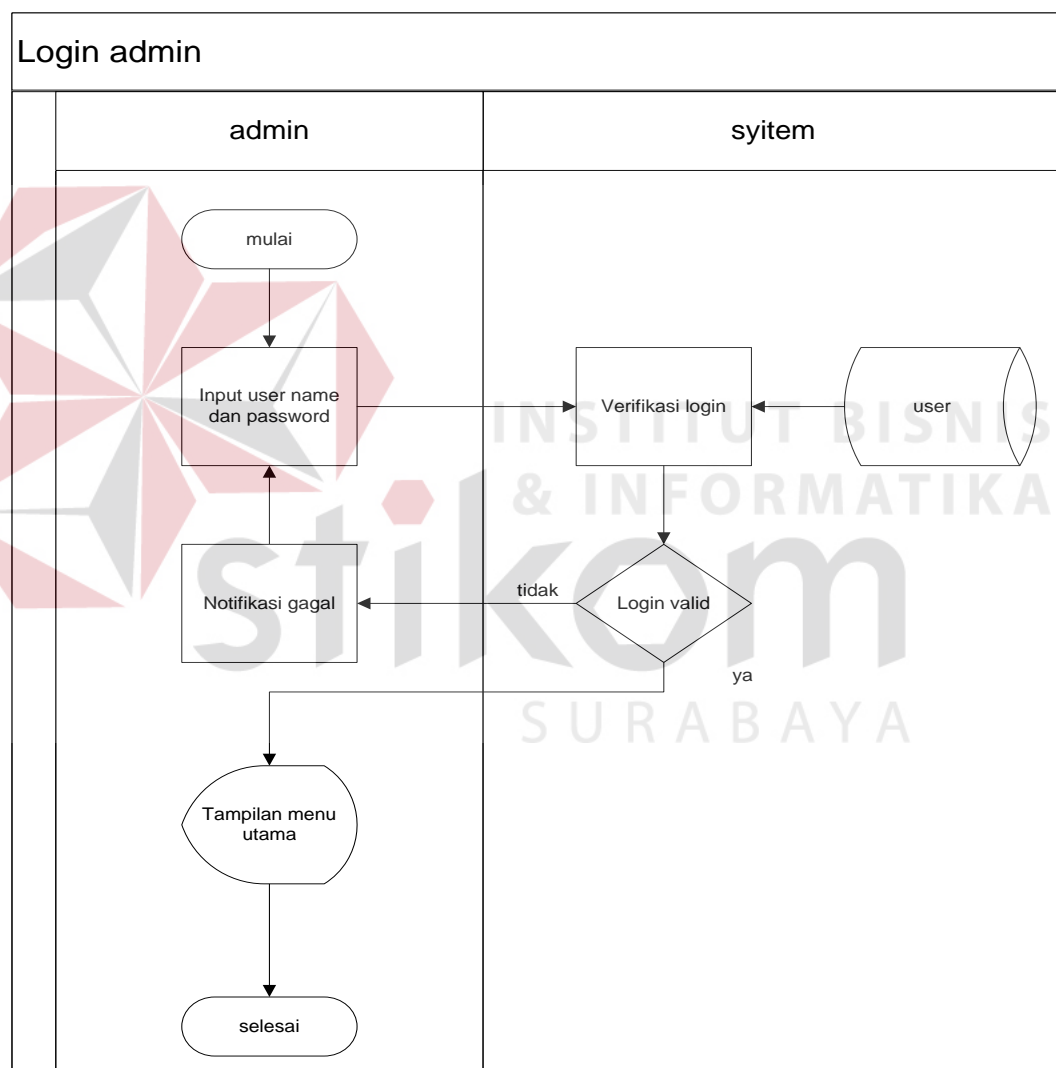 Login admin
admin
syitem
mulai
Input user name
dan password
Verifikasi login
user
Notifikasi gagal
tidak
Login valid
ya
Tampilan menu
utama
selesai
INSTITUT BISNIS
& INFORMATIKA
stikom
SURABAYA